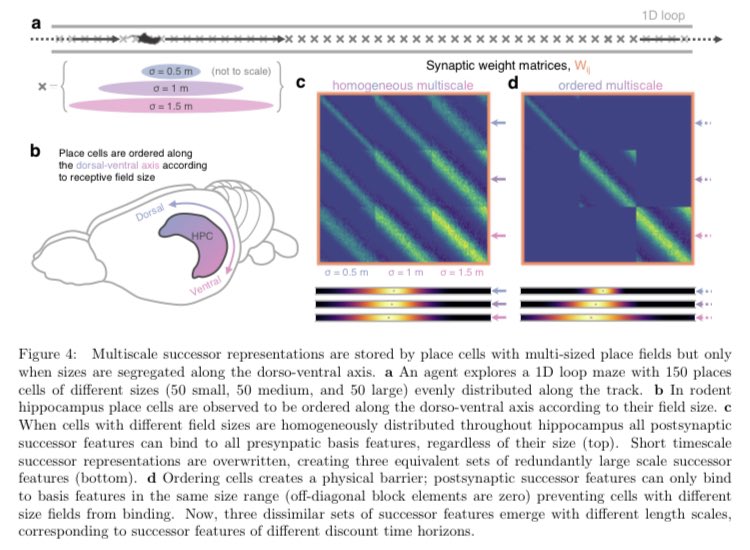 a
1D loop
σ = 0.5 m (not to scale)
σ = 1 m
σ = 1.5 m
b Place cells are ordered along
the dorsal-ventral axis according
to receptive field size
Dorsal
HPC
Ventral
Synaptic weight matrices, Wij
c homogeneous multiscale
d ordered multiscale
σ = 0.5 m σ = 1 m σ = 1.5 m
Figure 4: Multiscale successor representations are stored by place cells with multi-sized place fields but only
when sizes are segregated along the dorso-ventral axis. a An agent explores a 1D loop maze with 150 places
cells of different sizes (50 small, 50 medium, and 50 large) evenly distributed along the track. b In rodent
hippocampus place cells are observed to be ordered along the dorso-ventral axis according to their field size. c
When cells with different field sizes are homogeneously distributed throughout hippocampus all postsynaptic
successor features can bind to all presynpatic basis features, regardless of their size (top). Short timescale
successor representations are overwritten, creating three equivalent sets of redundantly large scale successor
features (bottom). d Ordering cells creates a physical barrier; postsynaptic successor features can only bind
to basis features in the same size range (off-diagonal block elements are zero) preventing cells with different
size fields from binding. Now, three dissimilar sets of successor features emerge with different length scales,
corresponding to successor features of different discount time horizons.